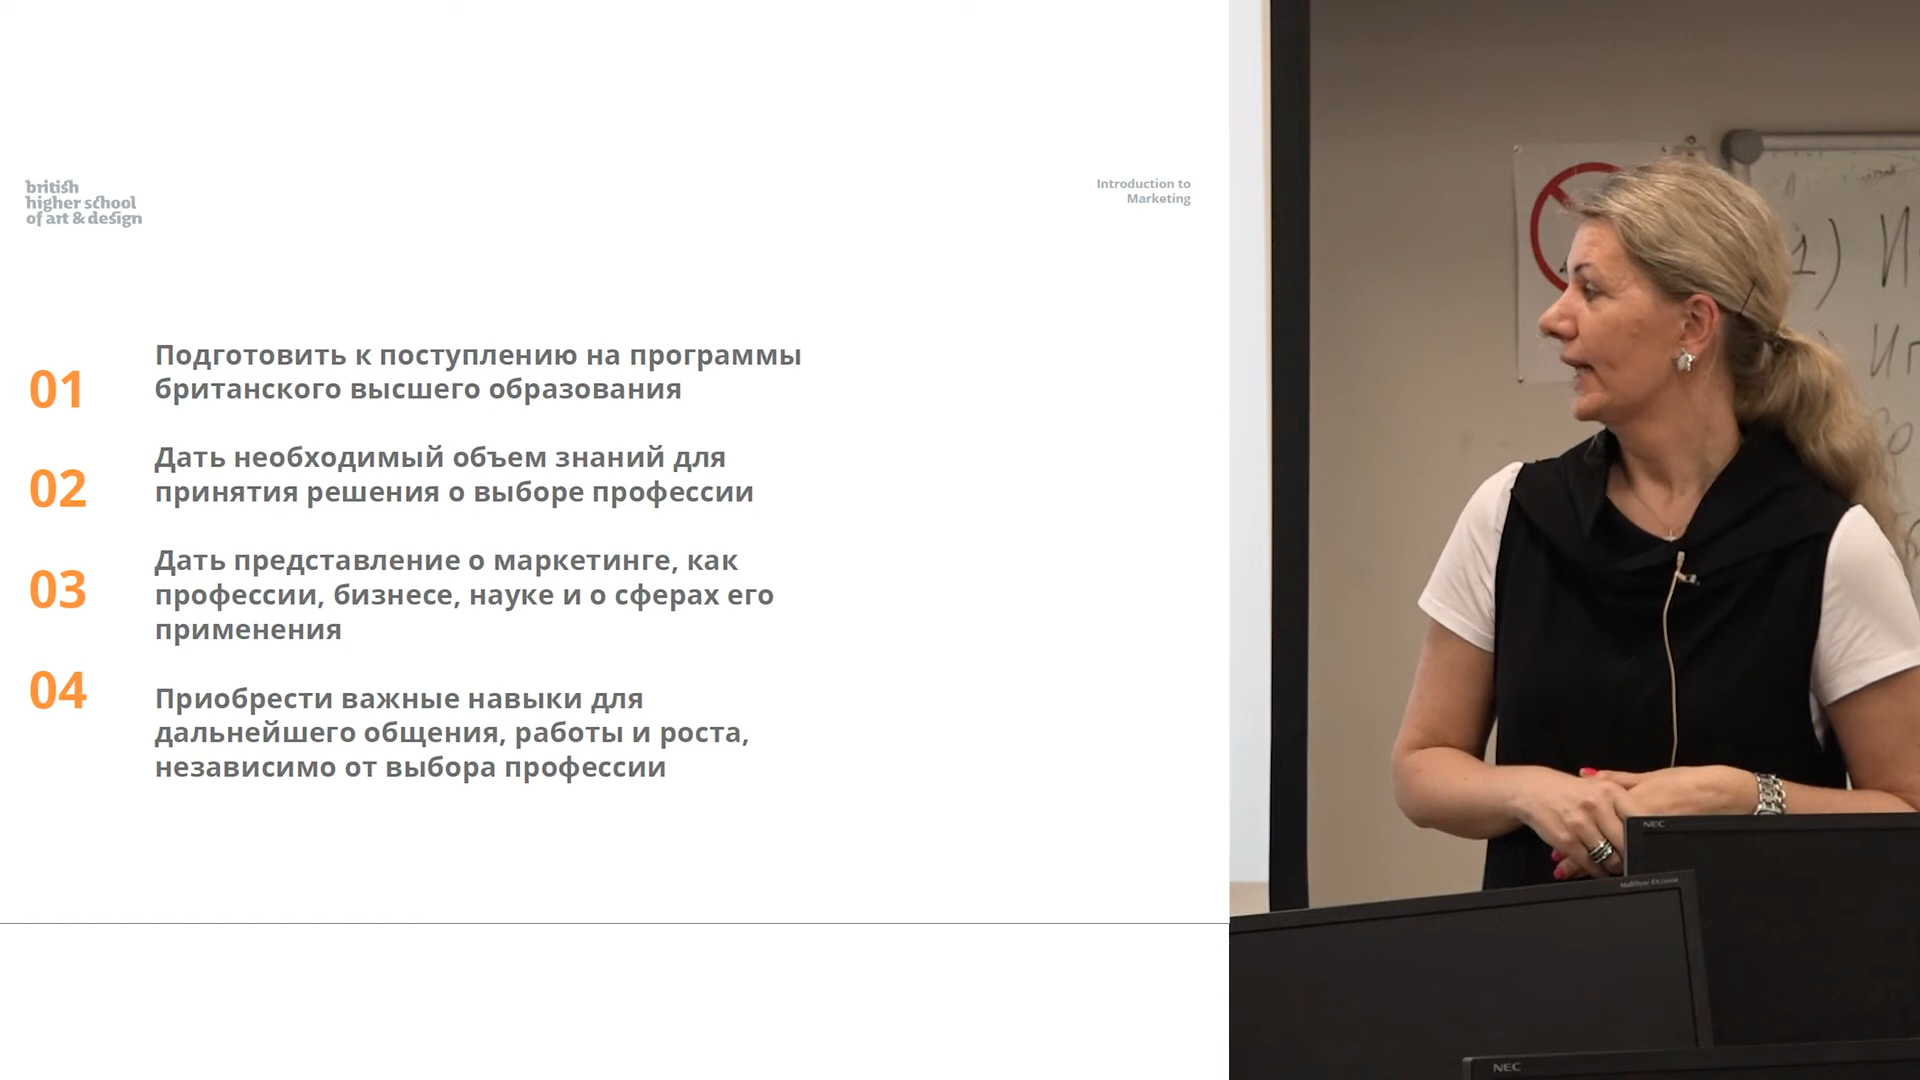 british
higher school
of art & design
Introduction to
Marketing
01
Подготовить к поступлению на программы
британского высшего образования
02
Дать необходимый объем знаний для
принятия решения о выборе профессии
03
Дать представление о маркетинге, как
профессии, бизнесе, науке и о сферах его
применения
04
Приобрести важные навыки для
дальнейшего общения, работы и роста,
независимо от выбора профессии
1) И
NEC
NEC